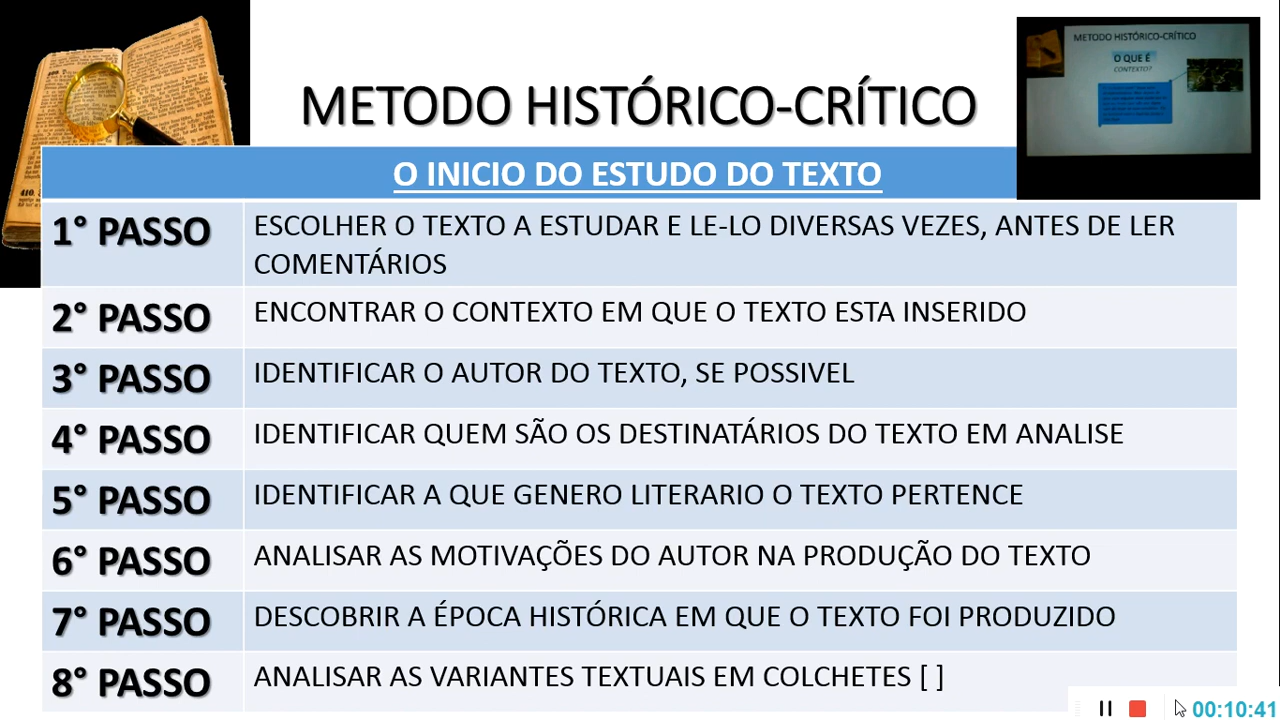 METODO HISTÓRICO-CRÍTICO
O QUE É
CONTEXTO?
METODO HISTÓRICO-CRÍTICO
O INICIO DO ESTUDO DO TEXTO
1° PASSO
ESCOLHER O TEXTO A ESTUDAR E LE-LO DIVERSAS VEZES, ANTES DE LER
COMENTÁRIOS
2° PASSO
ENCONTRAR O CONTEXTO EM QUE O TEXTO ESTA INSERIDO
3° PASSO
IDENTIFICAR O AUTOR DO TEXTO, SE POSSIVEL
4° PASSO
IDENTIFICAR QUEM SÃO OS DESTINATÁRIOS DO TEXTO EM ANALISE
5° PASSO
IDENTIFICAR A QUE GENERO LITERARIO O TEXTO PERTENCE
6° PASSO
ANALISAR AS MOTIVAÇÕES DO AUTOR NA PRODUÇÃO DO TEXTO
7° PASSO
DESCOBRIR A ÉPOCA HISTÓRICA EM QUE O TEXTO FOI PRODUZIDO
8° PASSO
ANALISAR AS VARIANTES TEXTUAIS EM COLCHETES [ ]
00:10:41